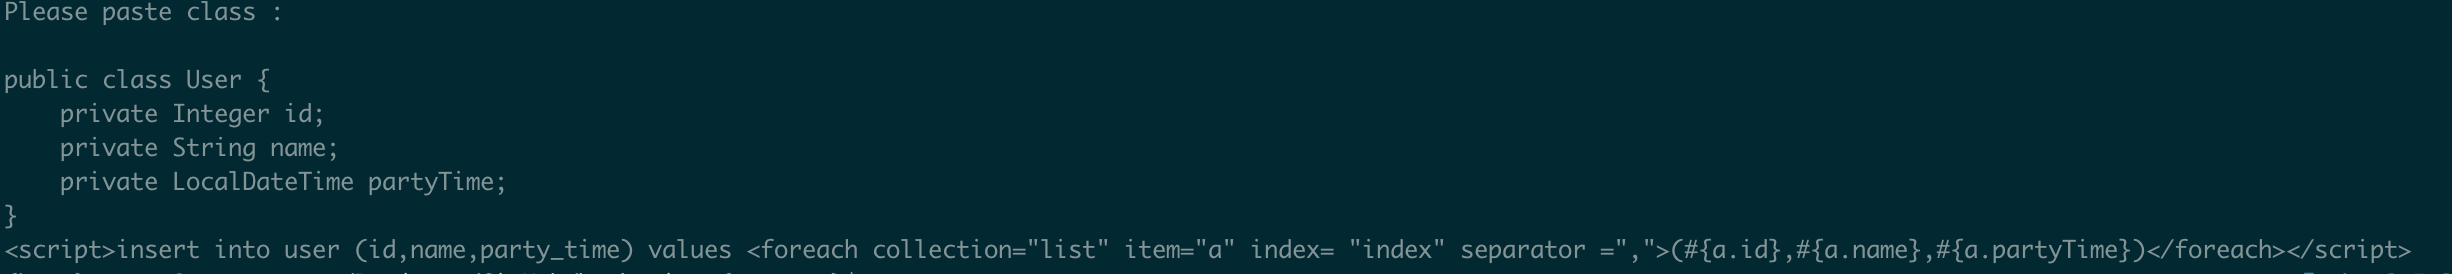 Please paste class :
public class User {
    private Integer id;
    private String name;
    private LocalDateTime partyTime;
}
<script>insert into user (id,name,party_time) values <foreach collection="list" item="a" index= "index" separator =",">(#{a.id},#{a.name},#{a.partyTime})</foreach></script>